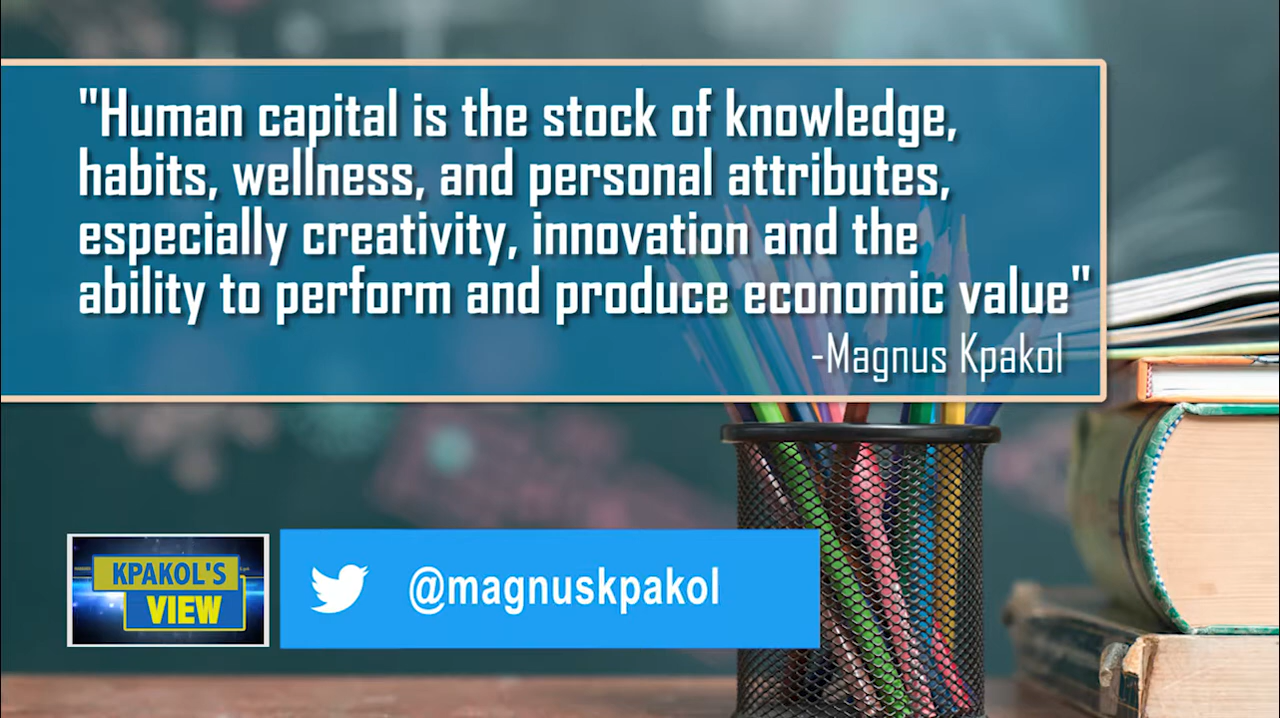 "Human capital is the stock of knowledge,
habits, wellness, and personal attributes,
especially creativity, innovation and the
ability to perform and produce economic value"
-Magnus Kpakol
KPAKOL'S
VIEW
@magnuskpakol